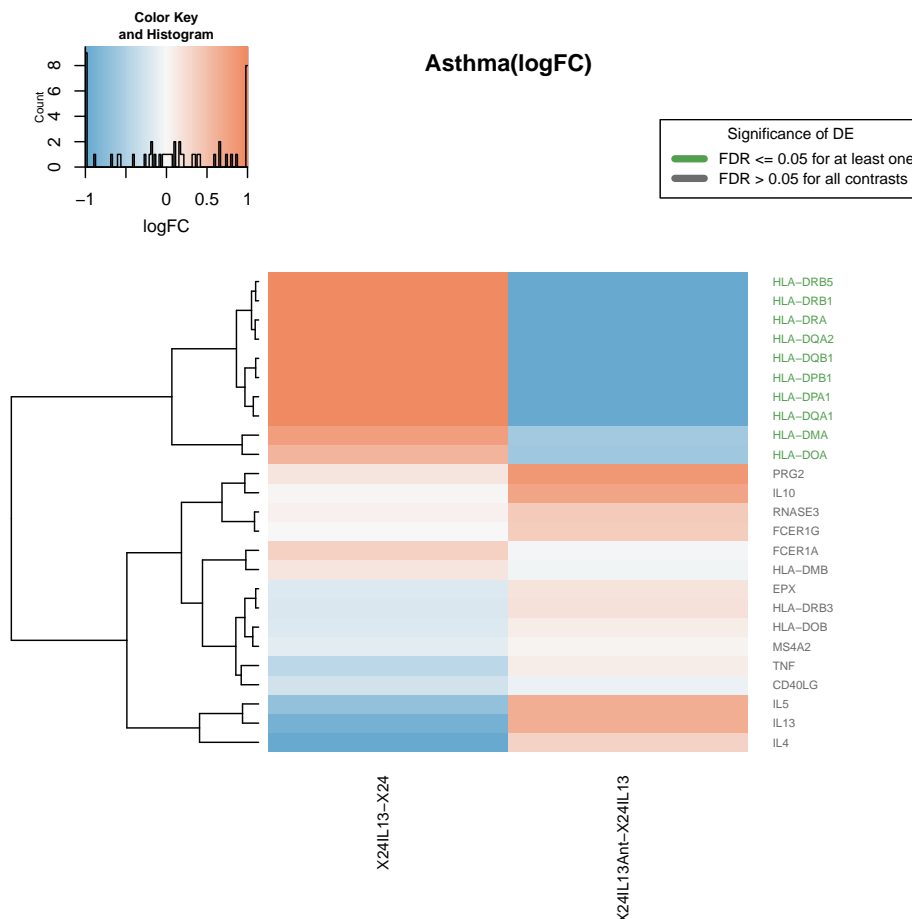 Color Key
and Histogram
Asthma(logFC)
Count
0
2
4
6
8
−1
0
0.5
1
logFC
Significance of DE
FDR <= 0.05 for at least one
FDR > 0.05 for all contrasts
HLA−DRB5
HLA−DRB1
HLA−DRA
HLA−DQA2
HLA−DQB1
HLA−DPB1
HLA−DPA1
HLA−DQA1
HLA−DMA
HLA−DOA
PRG2
IL10
RNASE3
FCER1G
FCER1A
HLA−DMB
EPX
HLA−DRB3
HLA−DOB
MS4A2
TNF
CD40LG
IL5
IL13
IL4
X24IL13−X24
X24IL13Ant−X24IL13